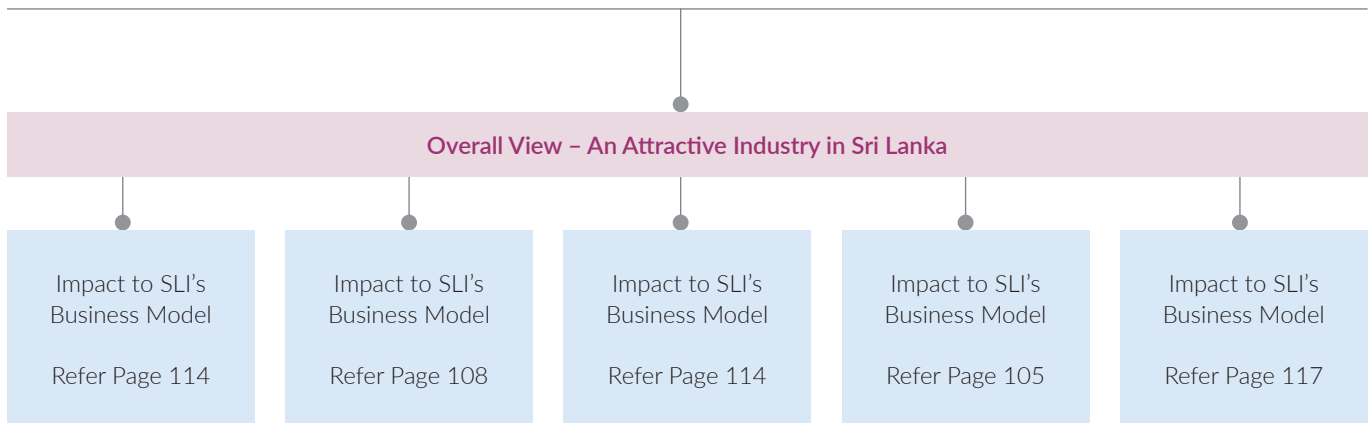 Overall View – An Attractive Industry in Sri Lanka
Impact to SLI’s
Business Model
Refer Page 114
Impact to SLI’s
Business Model
Refer Page 108
Impact to SLI’s
Business Model
Refer Page 114
Impact to SLI’s
Business Model
Refer Page 105
Impact to SLI’s
Business Model
Refer Page 117